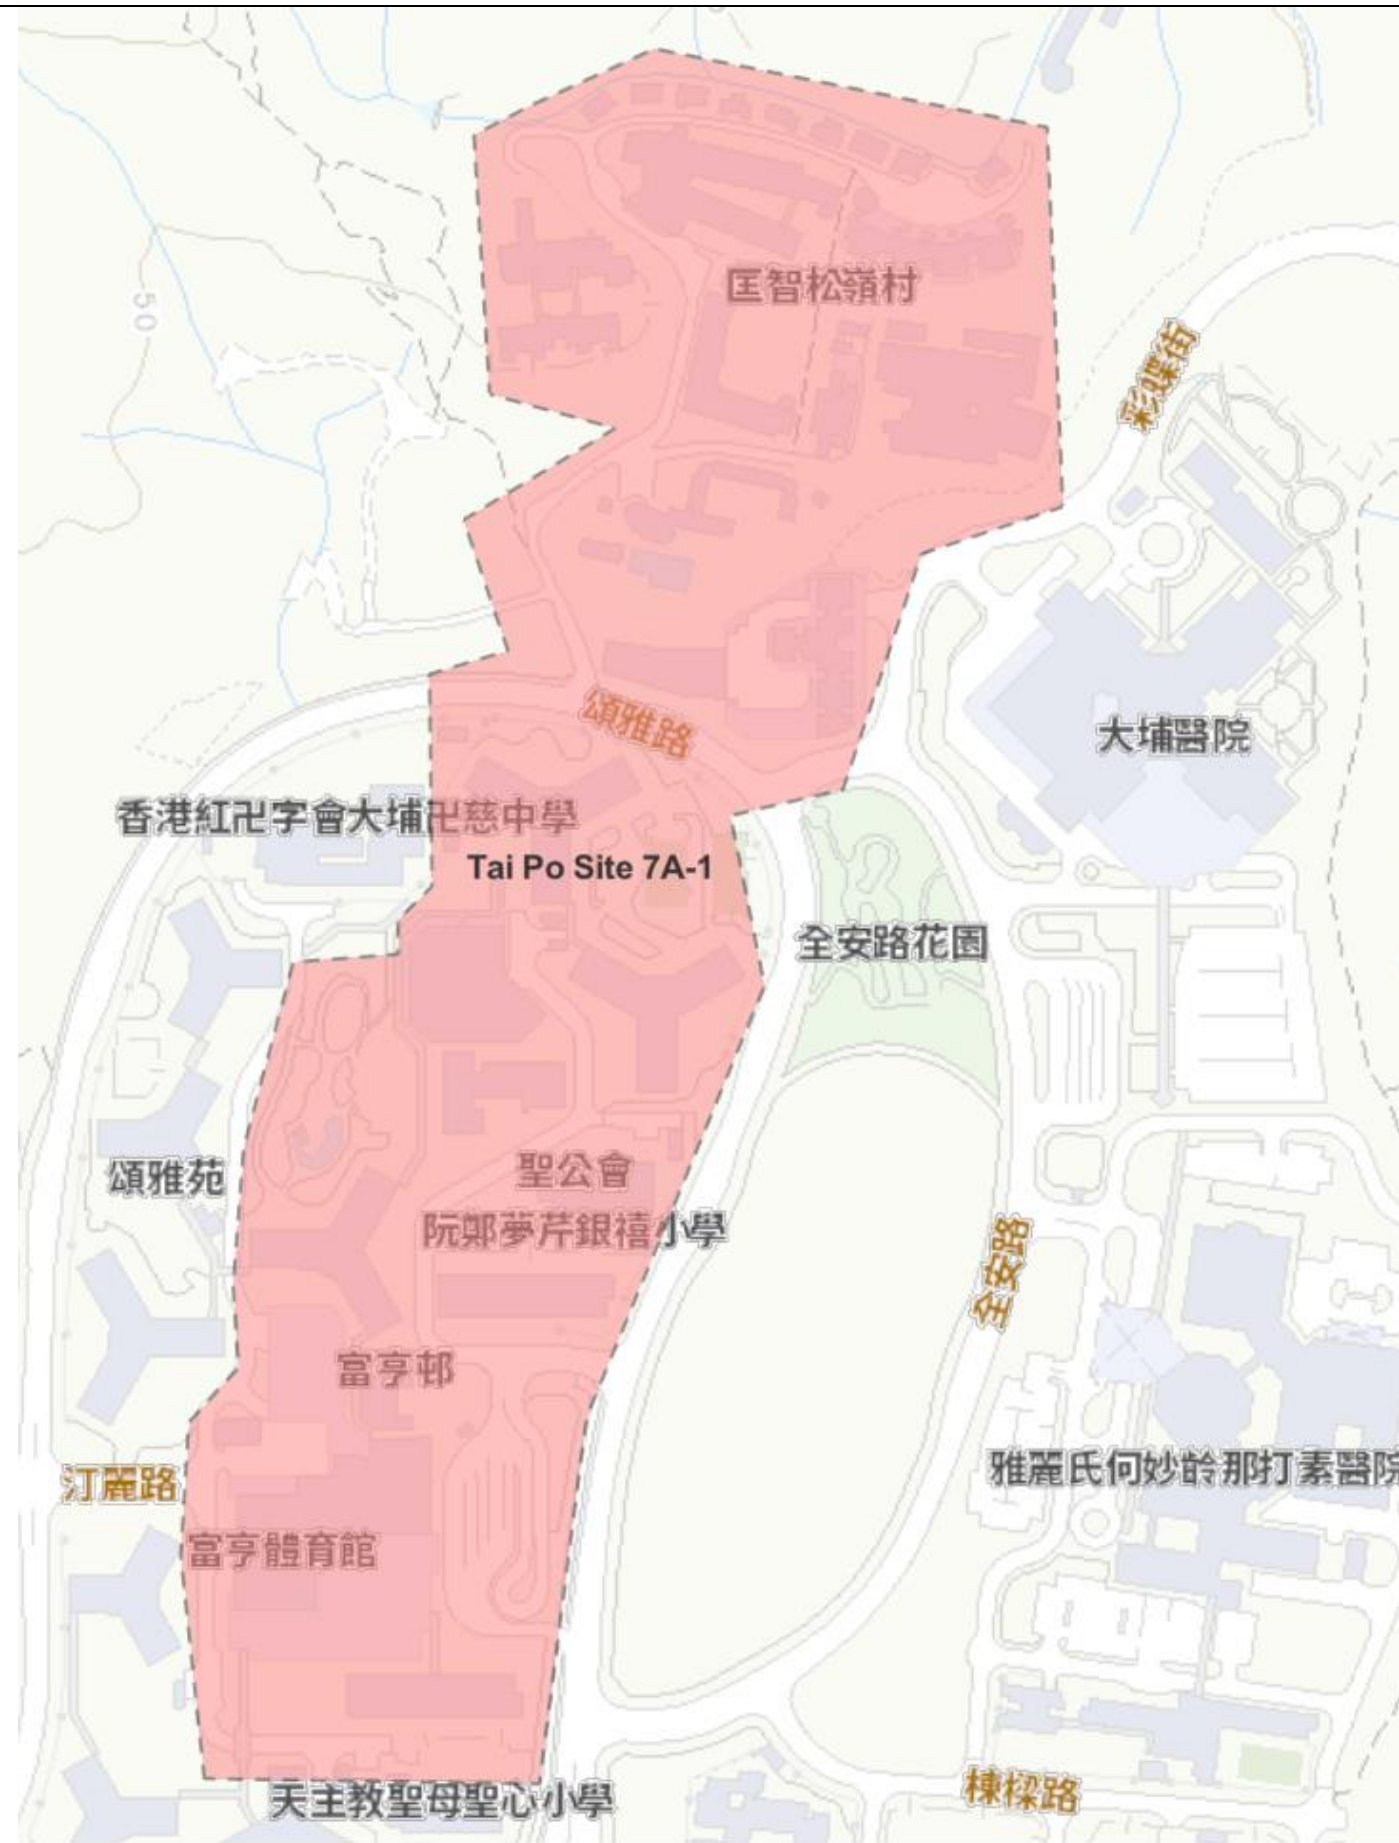 50
匡智松嶺村
彩蝶街
頌雅路
大埔醫院
香港紅卍字會大埔卍慈中學
Tai Po Site 7A-1
全安路花園
頌雅苑
聖公會
阮鄭夢芹銀禧小學
全安路
富亨邨
汀麗路
雅麗氏何妙齡那打素醫院
富亨體育館
棟樑路
天主教聖母聖心小學